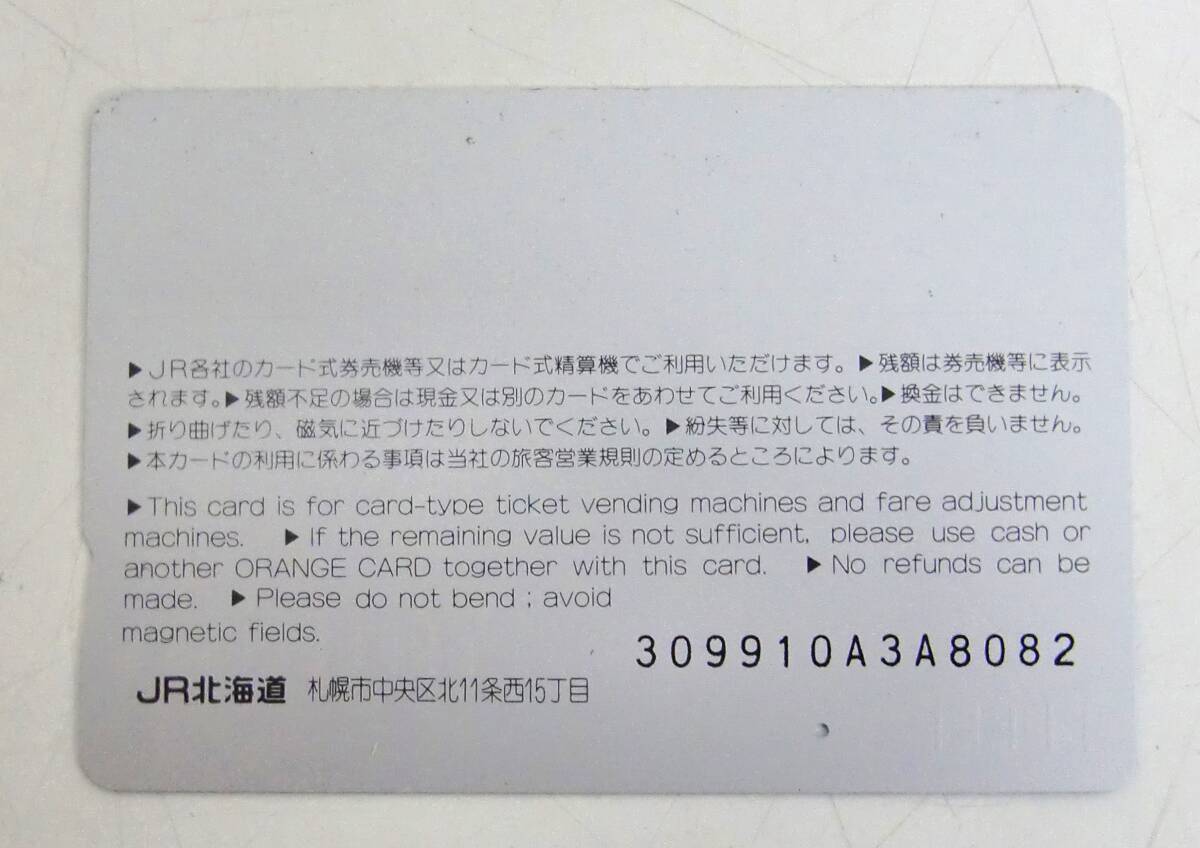 ▶JR各社のカード式券売機等又はカード式精算機でご利用いただけます。▶残額は券売機等に表示
されます。▶残額不足の場合は現金又は別のカードをあわせてご利用ください。▶換金はできません。
▶折り曲げたり、磁気に近づけたりしないでください。▶紛失等に対しては、その責を負いません。
▶本カードの利用に係わる事項は当社の旅客営業規則の定めるところによります。
▶This card is for card-type ticket vending machines and fare adjustment
machines. ▶If the remaining value is not sufficient, please use cash or
another ORANGE CARD together with this card. ▶No refunds can be
made. ▶Please do not bend ; avoid
magnetic fields.
309910A3A8082
JR北海道 札幌市中央区北11条西15丁目